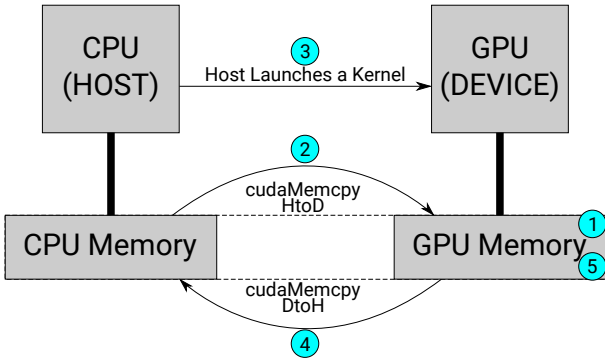 CPU
(HOST)
GPU
(DEVICE)
3
Host Launches a Kernel
2
cudaMemcpy
HtoD
CPU Memory
GPU Memory
1
5
cudaMemcpy
DtoH
4